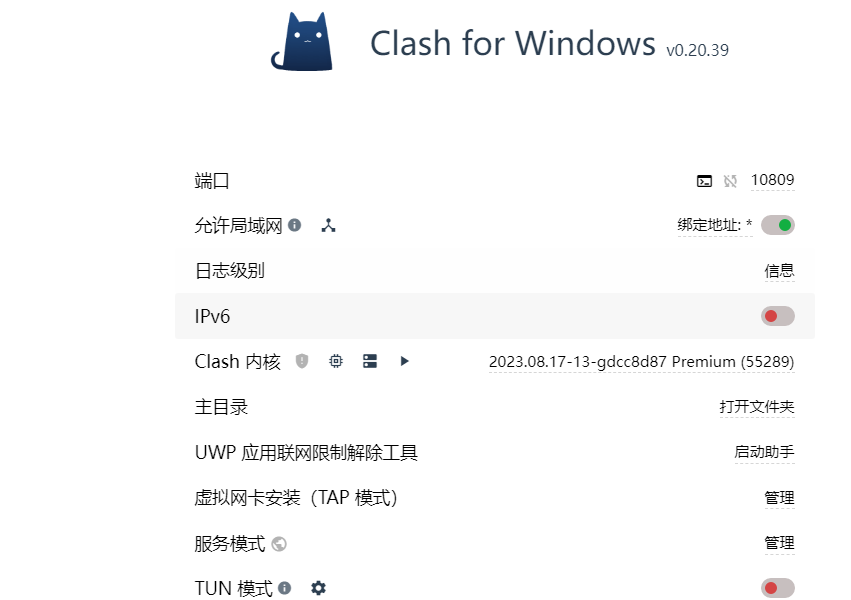 Clash for Windows v0.20.39
端口 10809
允许局域网 绑定地址: *
日志级别 信息
IPv6
Clash 内核 2023.08.17-13-gdcc8d87 Premium (55289)
主目录 打开文件夹
UWP 应用联网限制解除工具 启动助手
虚拟网卡安装（TAP 模式） 管理
服务模式 管理
TUN 模式